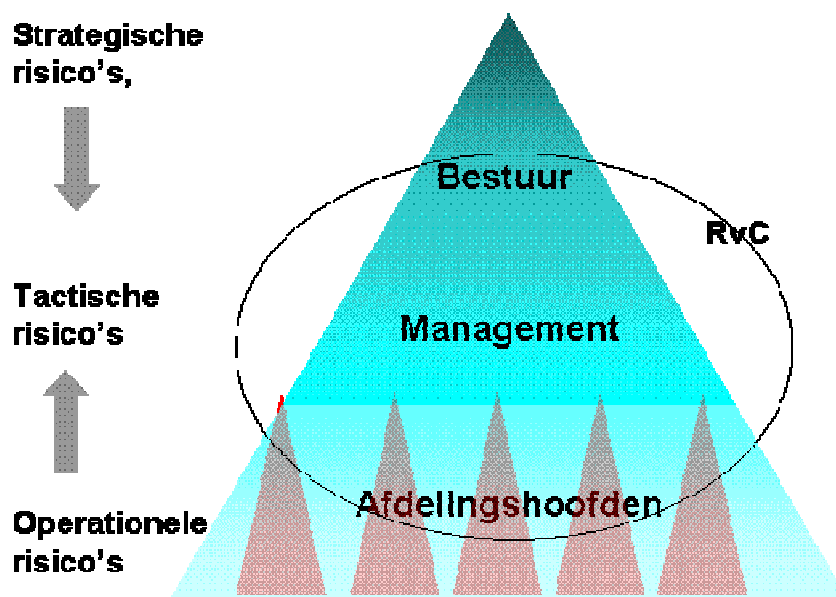 Strategische
risico's,
Bestuur
RvC
Tactische
risico's
Management
Afdelingshoofden
Operationele
risico's